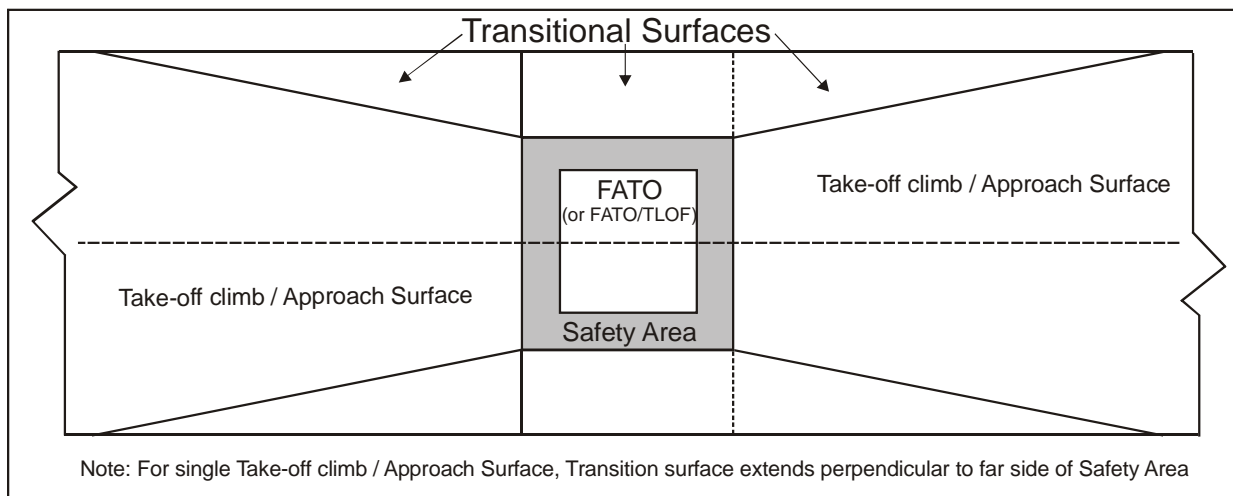 Transitional Surfaces
FATO
(or FATO/TLOF)
Take-off climb / Approach Surface
Take-off climb / Approach Surface
Safety Area
Note: For single Take-off climb / Approach Surface, Transition surface extends perpendicular to far side of Safety Area